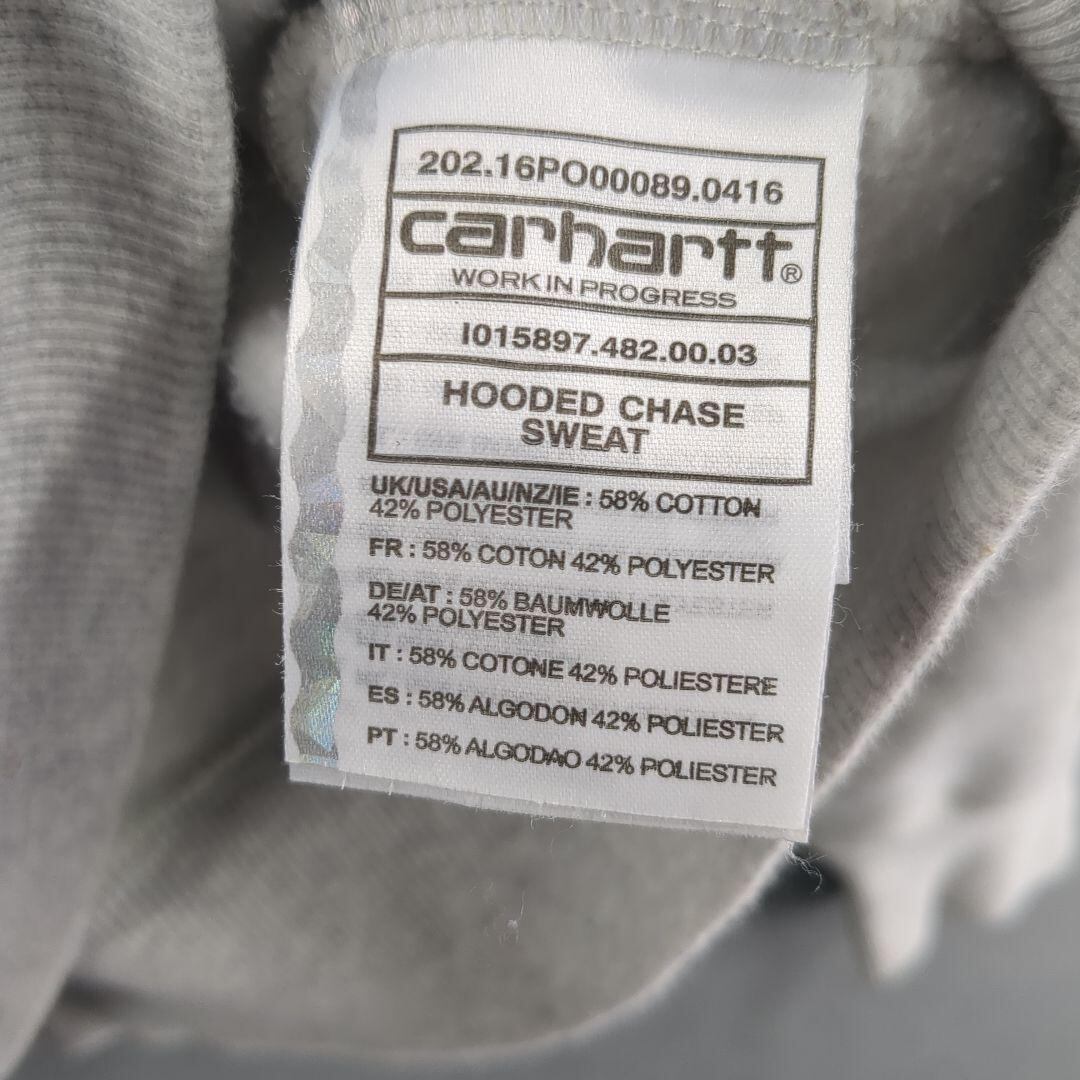 202.16PO00089.0416
carhartt®
WORK IN PROGRESS
I015897.482.00.03
HOODED CHASE
SWEAT
UK/USA/AU/NZ/IE : 58% COTTON
42% POLYESTER
FR : 58% COTON 42% POLYESTER
DE/AT : 58% BAUMWOLLE
42% POLYESTER
IT : 58% COTONE 42% POLIESTERE
ES : 58% ALGODON 42% POLIESTER
PT : 58% ALGODAO 42% POLIESTER